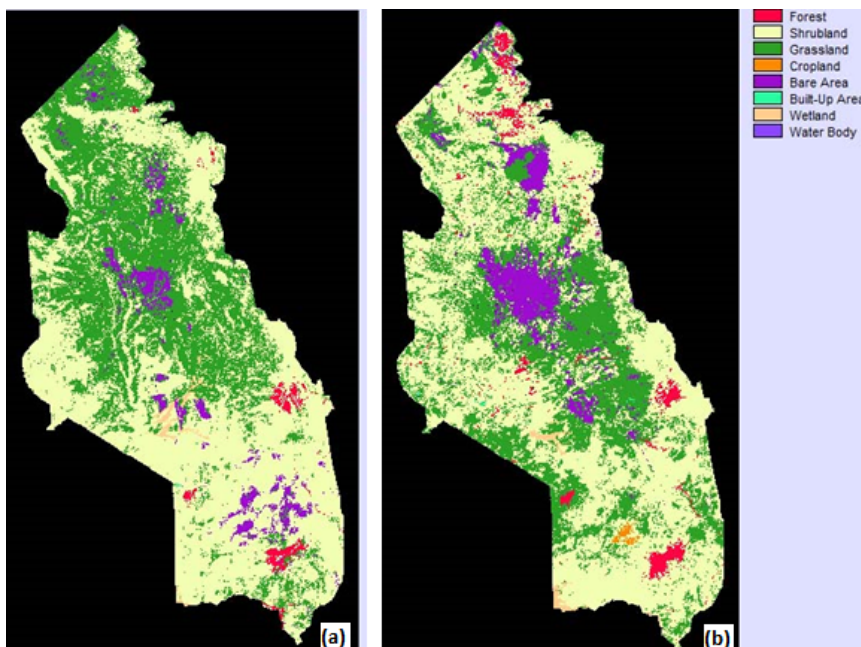 Forest
Shrubland
Grassland
Cropland
Bare Area
Built-Up Area
Wetland
Water Body
(a)
(b)